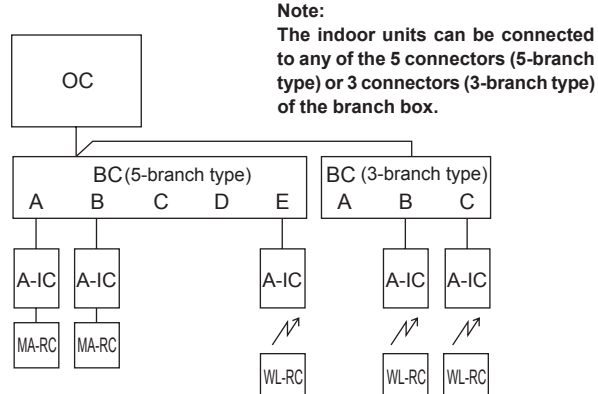 Note:
The indoor units can be connected
to any of the 5 connectors (5-branch
type) or 3 connectors (3-branch type)
of the branch box.
OC
BC (5-branch type)
A B C D E
BC (3-branch type)
A B C
A-IC A-IC A-IC A-IC A-IC
MA-RC MA-RC
WL-RC WL-RC WL-RC